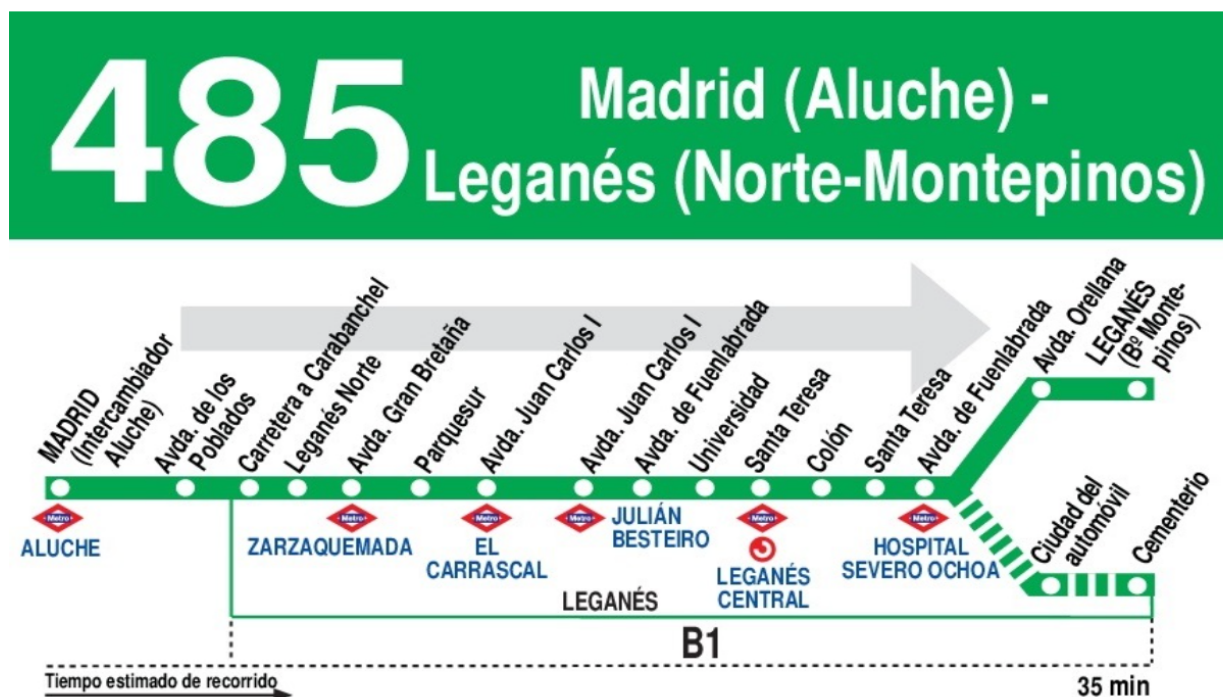 485
Madrid (Aluche) -
Leganés (Norte-Montepinos)
MADRID
(Intercambiador
Aluche)
Avda. de los
Poblados
Carretera a Carabanchel
Leganés Norte
Avda. Gran Bretaña
Parquesur
Avda. Juan Carlos I
Avda. Juan Carlos I
Avda. de Fuenlabrada
Universidad
Santa Teresa
Colón
Santa Teresa
Avda. de Fuenlabrada
Avda. Orellana
LEGANÉS
(Bº Monte-
pinos)
Ciudad del
automóvil
Cementerio
Metro
ALUCHE
Metro
ZARZAQUEMADA
Metro
EL
CARRASCAL
Metro
JULIÁN
BESTEIRO
Metro
LEGANÉS
CENTRAL
Metro
HOSPITAL
SEVERO OCHOA
LEGANÉS
B1
Tiempo estimado de recorrido
35 min